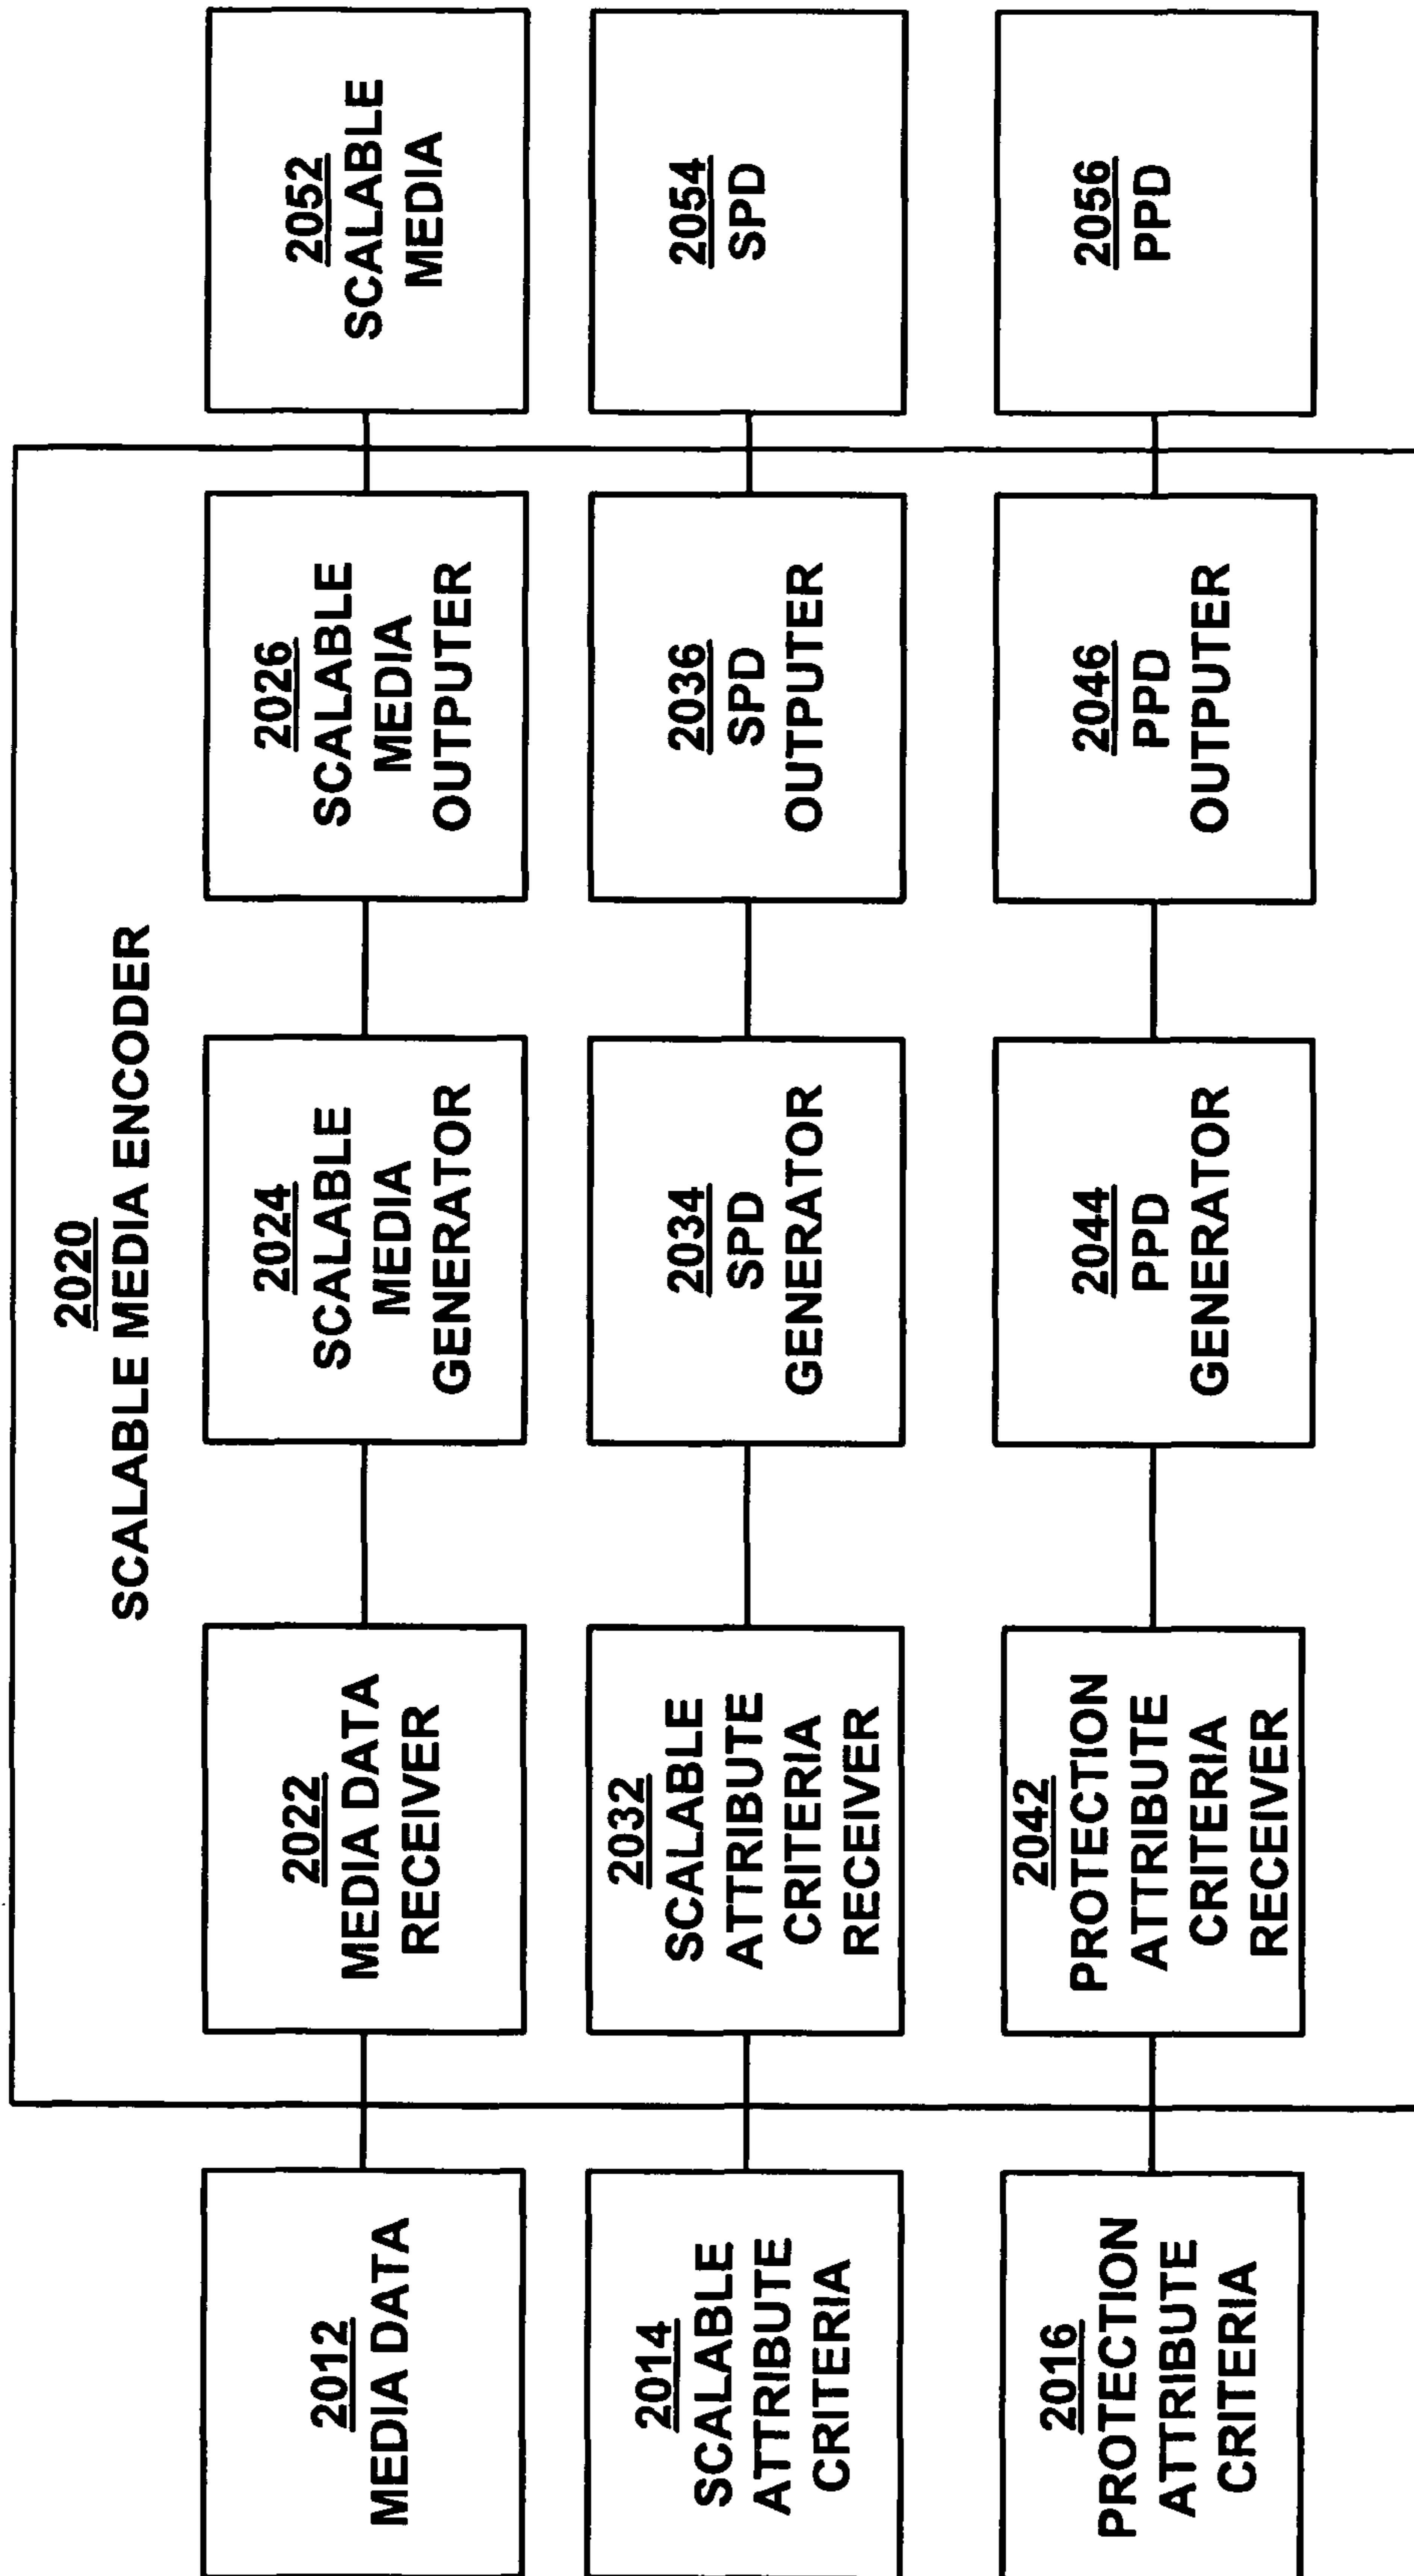 2020
SCALABLE MEDIA ENCODER
2012
MEDIA DATA
2022
MEDIA DATA
RECEIVER
2024
SCALABLE
MEDIA
GENERATOR
2026
SCALABLE
MEDIA
OUTPUTER
2052
SCALABLE
MEDIA
2014
SCALABLE
ATTRIBUTE
CRITERIA
2032
SCALABLE
ATTRIBUTE
CRITERIA
RECEIVER
2034
SPD
GENERATOR
2036
SPD
OUTPUTER
2054
SPD
2016
PROTECTION
ATTRIBUTE
CRITERIA
2042
PROTECTION
ATTRIBUTE
CRITERIA
RECEIVER
2044
PPD
GENERATOR
2046
PPD
OUTPUTER
2056
PPD